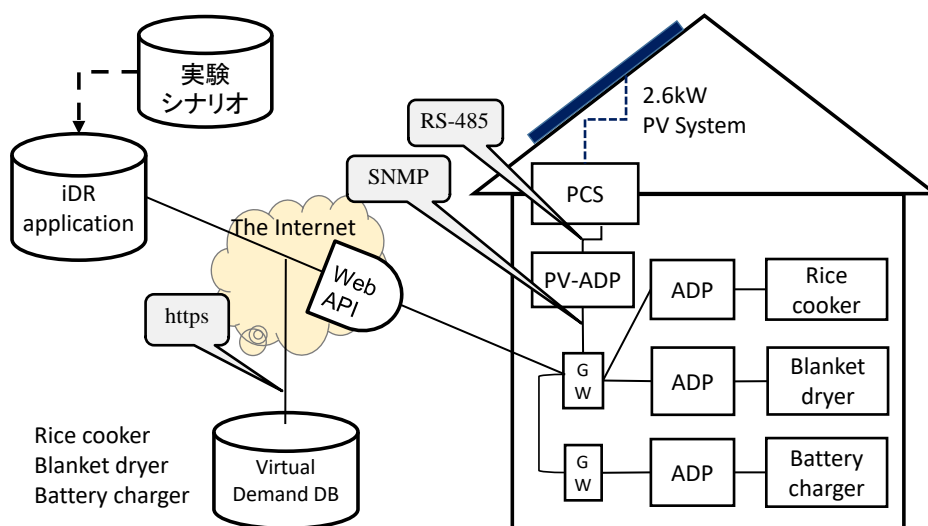 実験
シナリオ
iDR
application
The Internet
Web
API
https
Virtual
Demand DB
Rice cooker
Blanket dryer
Battery charger
RS-485
SNMP
2.6kW
PV System
PCS
PV-ADP
G
W
G
W
ADP
Rice
cooker
ADP
Blanket
dryer
ADP
Battery
charger